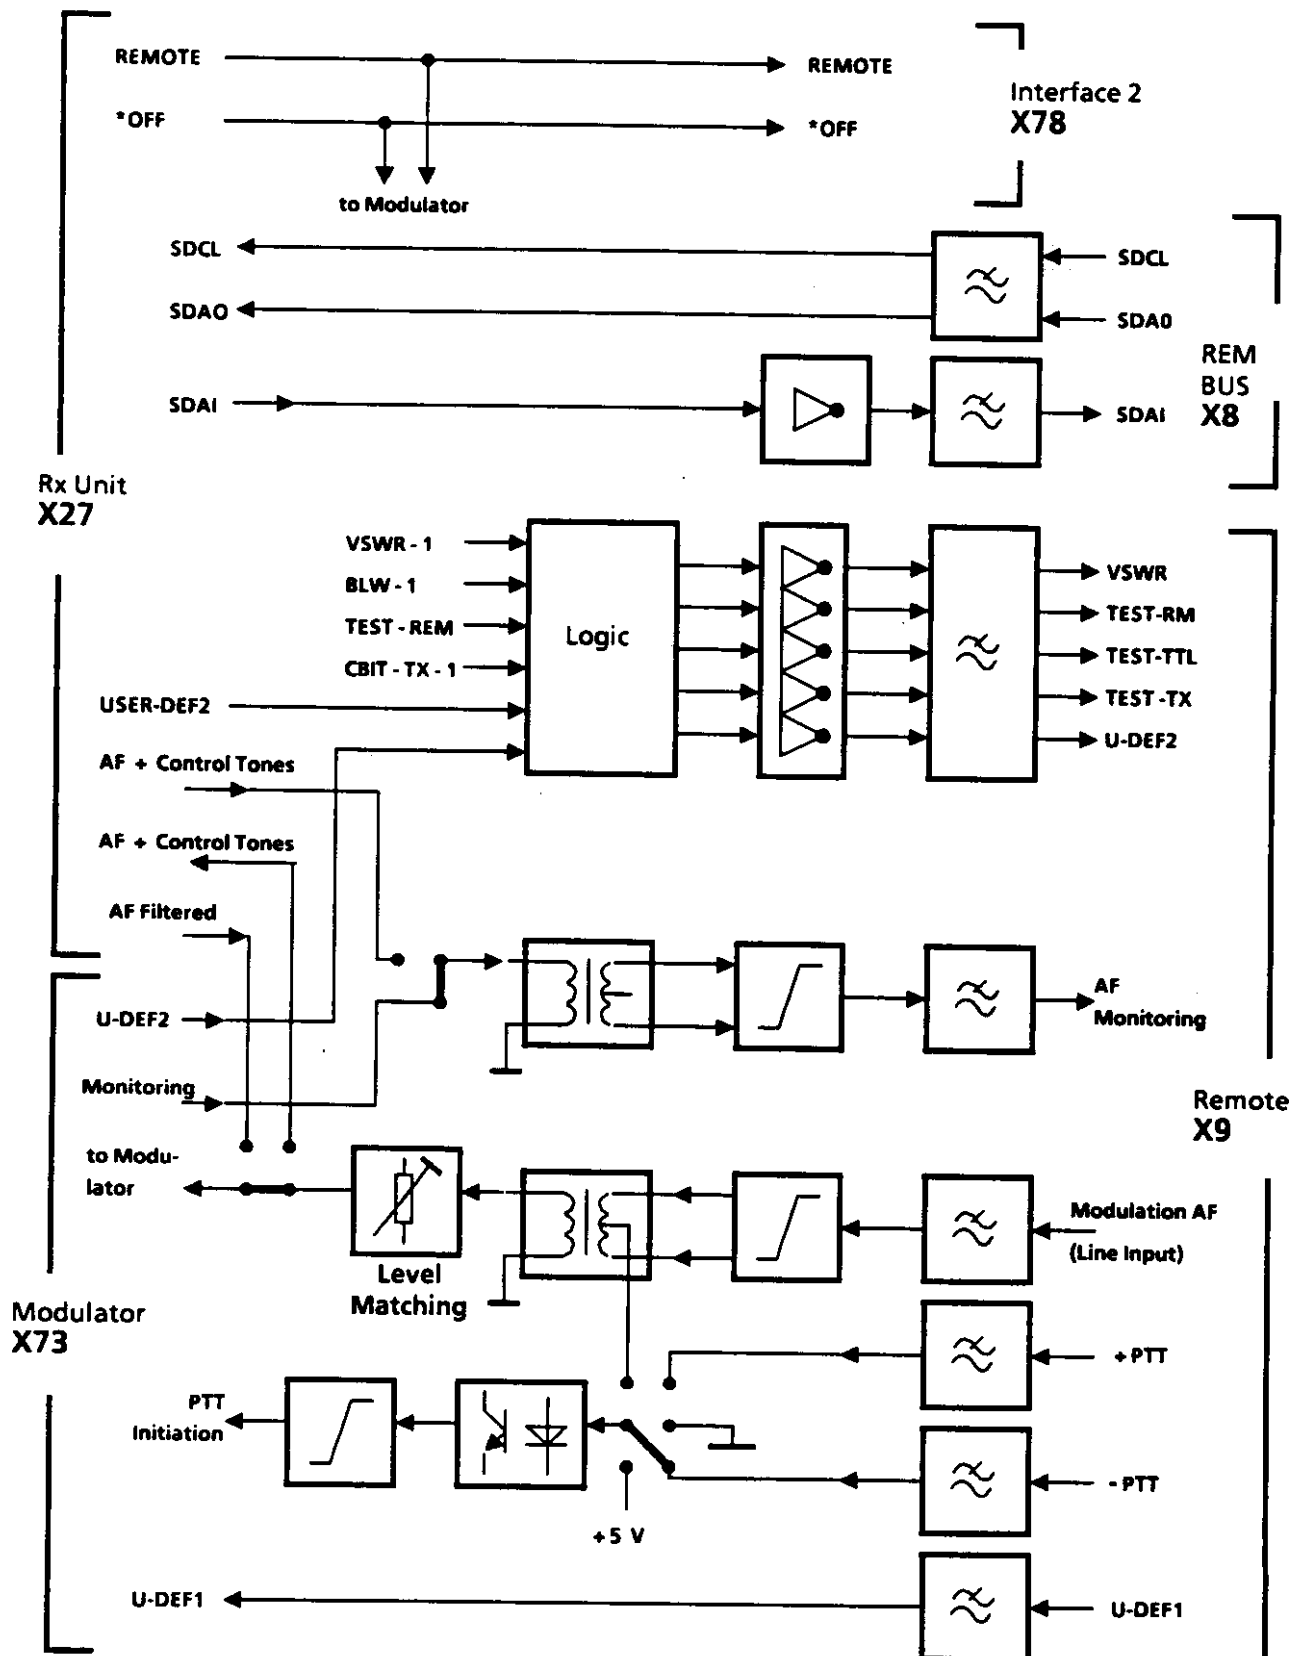 REMOTE
REMOTE
Interface 2
X78
*OFF
*OFF
to Modulator
SDCL
SDCL
SDAO
SDA0
REM
BUS
X8
SDAI
SDAI
Rx Unit
X27
VSWR - 1
BLW - 1
TEST - REM
CBIT - TX - 1
USER-DEF2
Logic
VSWR
TEST-RM
TEST-TTL
TEST -TX
U-DEF2
AF + Control Tones
AF + Control Tones
AF Filtered
U-DEF2
AF
Monitoring
Monitoring
Remote
X9
to Modu-
lator
Level
Matching
Modulation AF
(Line Input)
Modulator
X73
+ PTT
PTT
Initiation
- PTT
+ 5 V
U-DEF1
U-DEF1